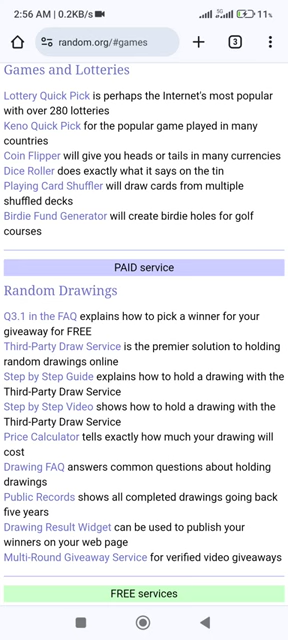 2:56 AM | 0.2KB/s
5G
11%
random.org/#games
3
Games and Lotteries
Lottery Quick Pick is perhaps the Internet's most popular
with over 280 lotteries
Keno Quick Pick for the popular game played in many
countries
Coin Flipper will give you heads or tails in many currencies
Dice Roller does exactly what it says on the tin
Playing Card Shuffler will draw cards from multiple
shuffled decks
Birdie Fund Generator will create birdie holes for golf
courses
PAID service
Random Drawings
Q3.1 in the FAQ explains how to pick a winner for your
giveaway for FREE
Third-Party Draw Service is the premier solution to holding
random drawings online
Step by Step Guide explains how to hold a drawing with the
Third-Party Draw Service
Step by Step Video shows how to hold a drawing with the
Third-Party Draw Service
Price Calculator tells exactly how much your drawing will
cost
Drawing FAQ answers common questions about holding
drawings
Public Records shows all completed drawings going back
five years
Drawing Result Widget can be used to publish your
winners on your web page
Multi-Round Giveaway Service for verified video giveaways
FREE services